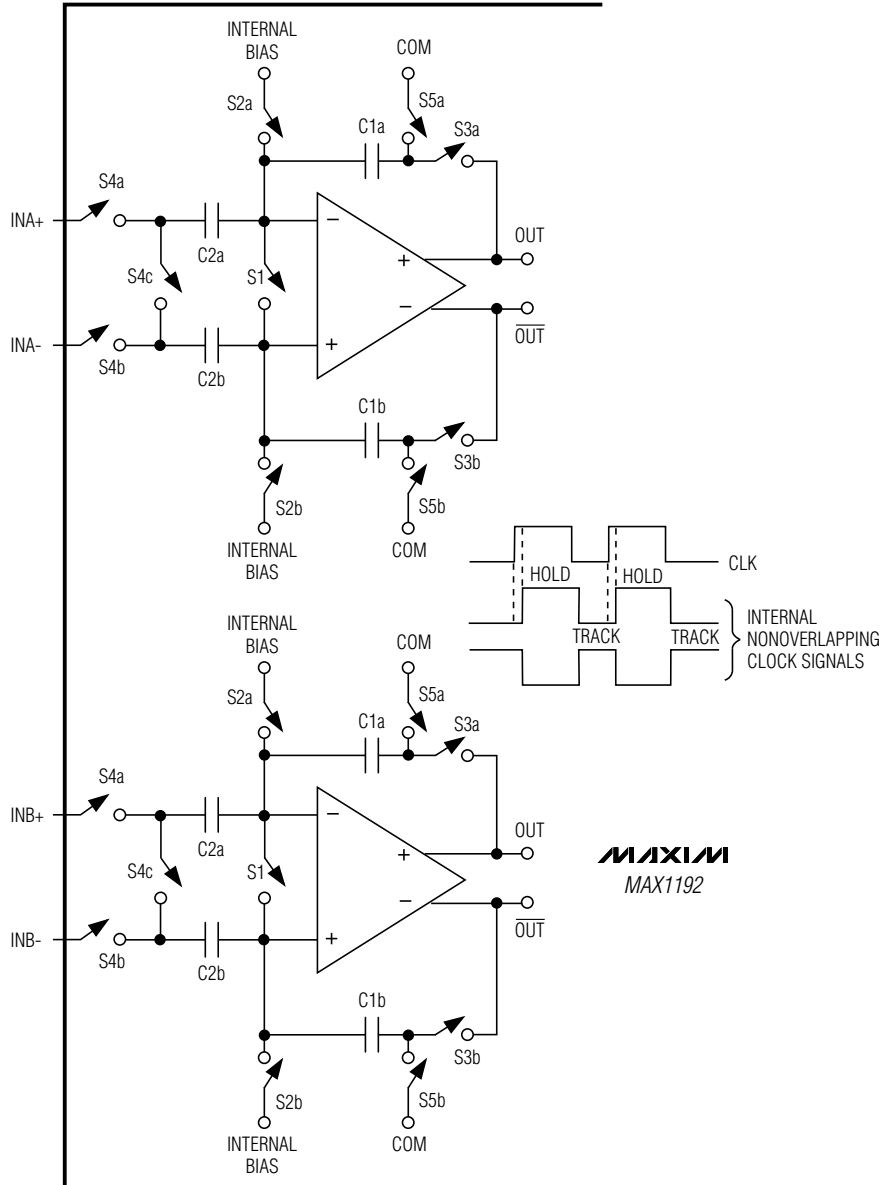 INTERNAL
BIAS
COM
S2a
S5a
C1a
S3a
S4a
INA+
−
OUT
C2a
+
S4c
S1
−
OUT
INA-
+
S4b
C2b
C1b
S3b
S2b
S5b
INTERNAL
BIAS
COM
CLK
HOLD
HOLD
TRACK
TRACK
INTERNAL
NONOVERLAPPING
CLOCK SIGNALS
INTERNAL
BIAS
COM
S2a
S5a
C1a
S3a
S4a
INB+
−
OUT
C2a
+
S4c
S1
−
OUT
INB-
+
S4b
C2b
MAXIM
MAX1192
C1b
S3b
S2b
S5b
INTERNAL
BIAS
COM